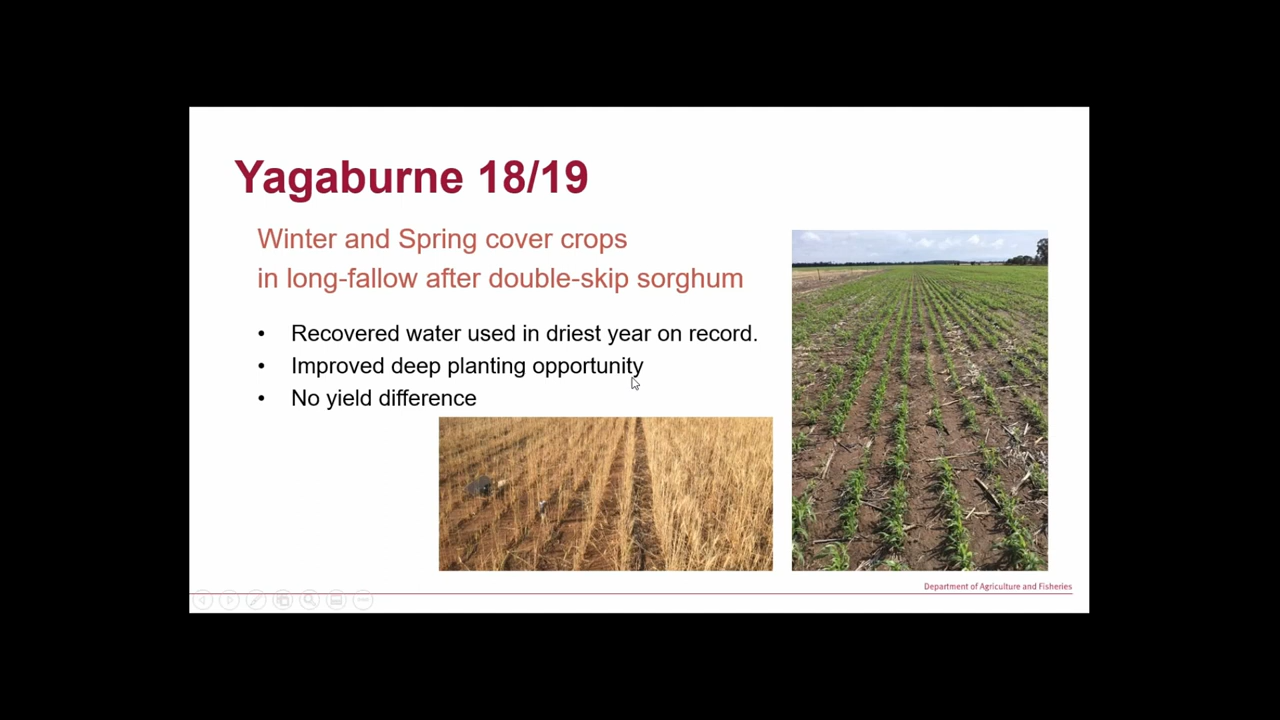 Yagaburne 18/19
Winter and Spring cover crops
in long-fallow after double-skip sorghum
• Recovered water used in driest year on record.
• Improved deep planting opportunity
• No yield difference
Department of Agriculture and Fisheries